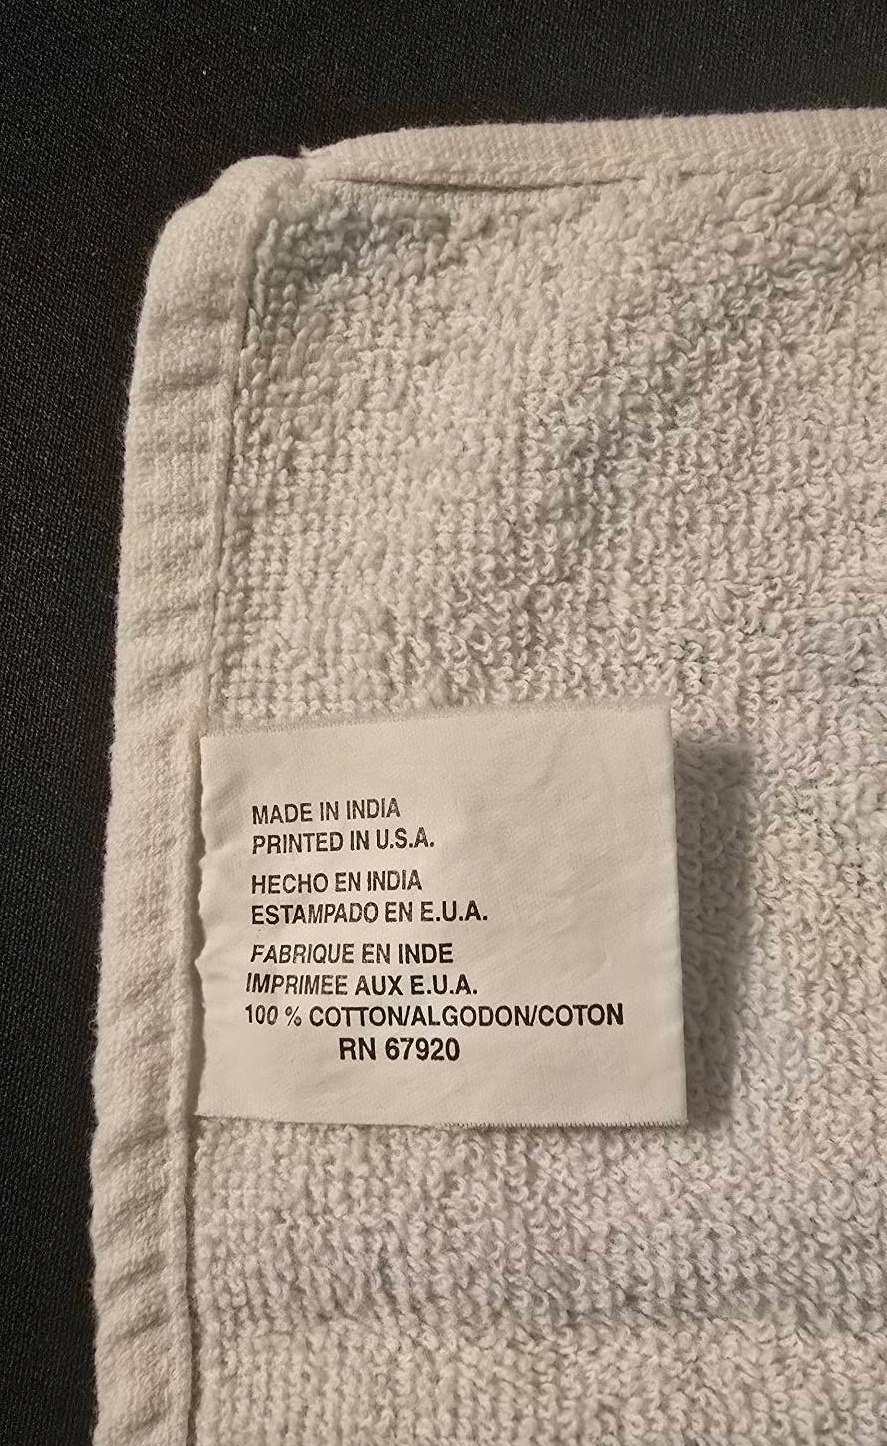 MADE IN INDIA
PRINTED IN U.S.A.
HECHO EN INDIA
ESTAMPADO EN E.U.A.
FABRIQUE EN INDE
IMPRIMEE AUX E.U.A.
100 % COTTON/ALGODON/COTON
RN 67920